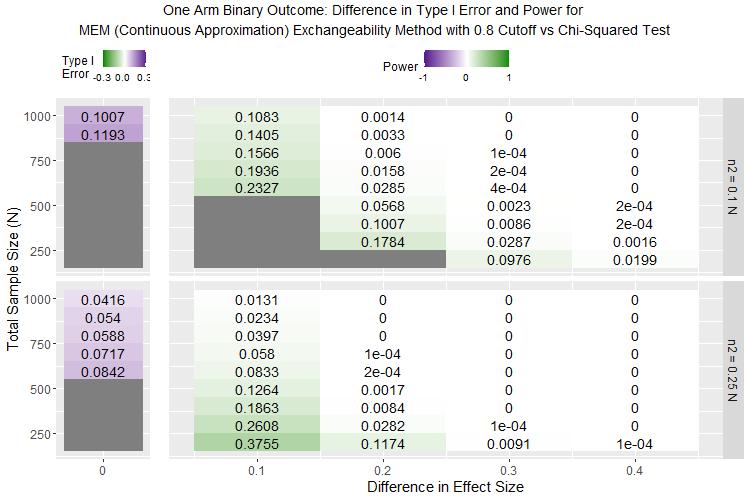 One Arm Binary Outcome: Difference in Type I Error and Power for
MEM (Continuous Approximation) Exchangeability Method with 0.8 Cutoff vs Chi-Squared Test
Type I
Error
-0.3 0.0 0.3
Power
-1 0 1
Total Sample Size (N)
1000 0.1007 0.1083 0.0014 0 0
0.1193 0.1405 0.0033 0 0
750 0.1566 0.006 1e-04 0
0.1936 0.0158 2e-04 0
0.2327 0.0285 4e-04 0
500 0.0568 0.0023 2e-04
0.1007 0.0086 2e-04
0.1784 0.0287 0.0016
250 0.0976 0.0199
n2 = 0.1 N
1000 0.0416 0.0131 0 0 0
0.054 0.0234 0 0 0
750 0.0588 0.0397 0 0 0
0.0717 0.058 1e-04 0 0
0.0842 0.0833 2e-04 0 0
500 0.1264 0.0017 0 0
0.1863 0.0084 0 0
0.2608 0.0282 1e-04 0
250 0.3755 0.1174 0.0091 1e-04
n2 = 0.25 N
0 0.1 0.2 0.3 0.4
Difference in Effect Size